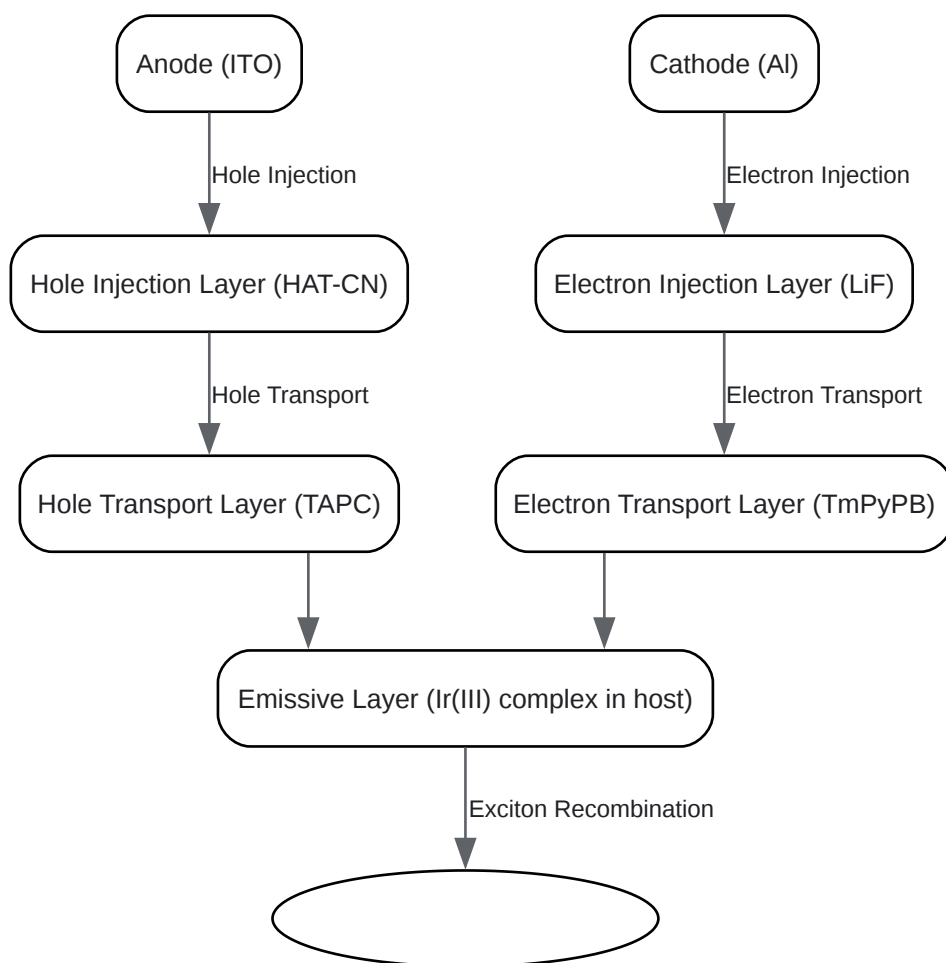 Anode (ITO)
Cathode (Al)
Hole Injection
Electron Injection
Hole Injection Layer (HAT-CN)
Electron Injection Layer (LiF)
Hole Transport
Electron Transport
Hole Transport Layer (TAPC)
Electron Transport Layer (TmPyPB)
Emissive Layer (Ir(III) complex in host)
Exciton Recombination